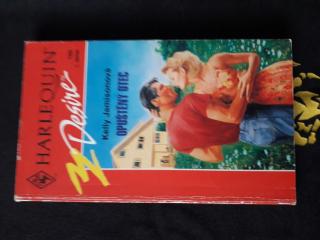 HARLEQUIN
Desire
Kelly Jamisonová
OPUŠTĚNÝ OTEC